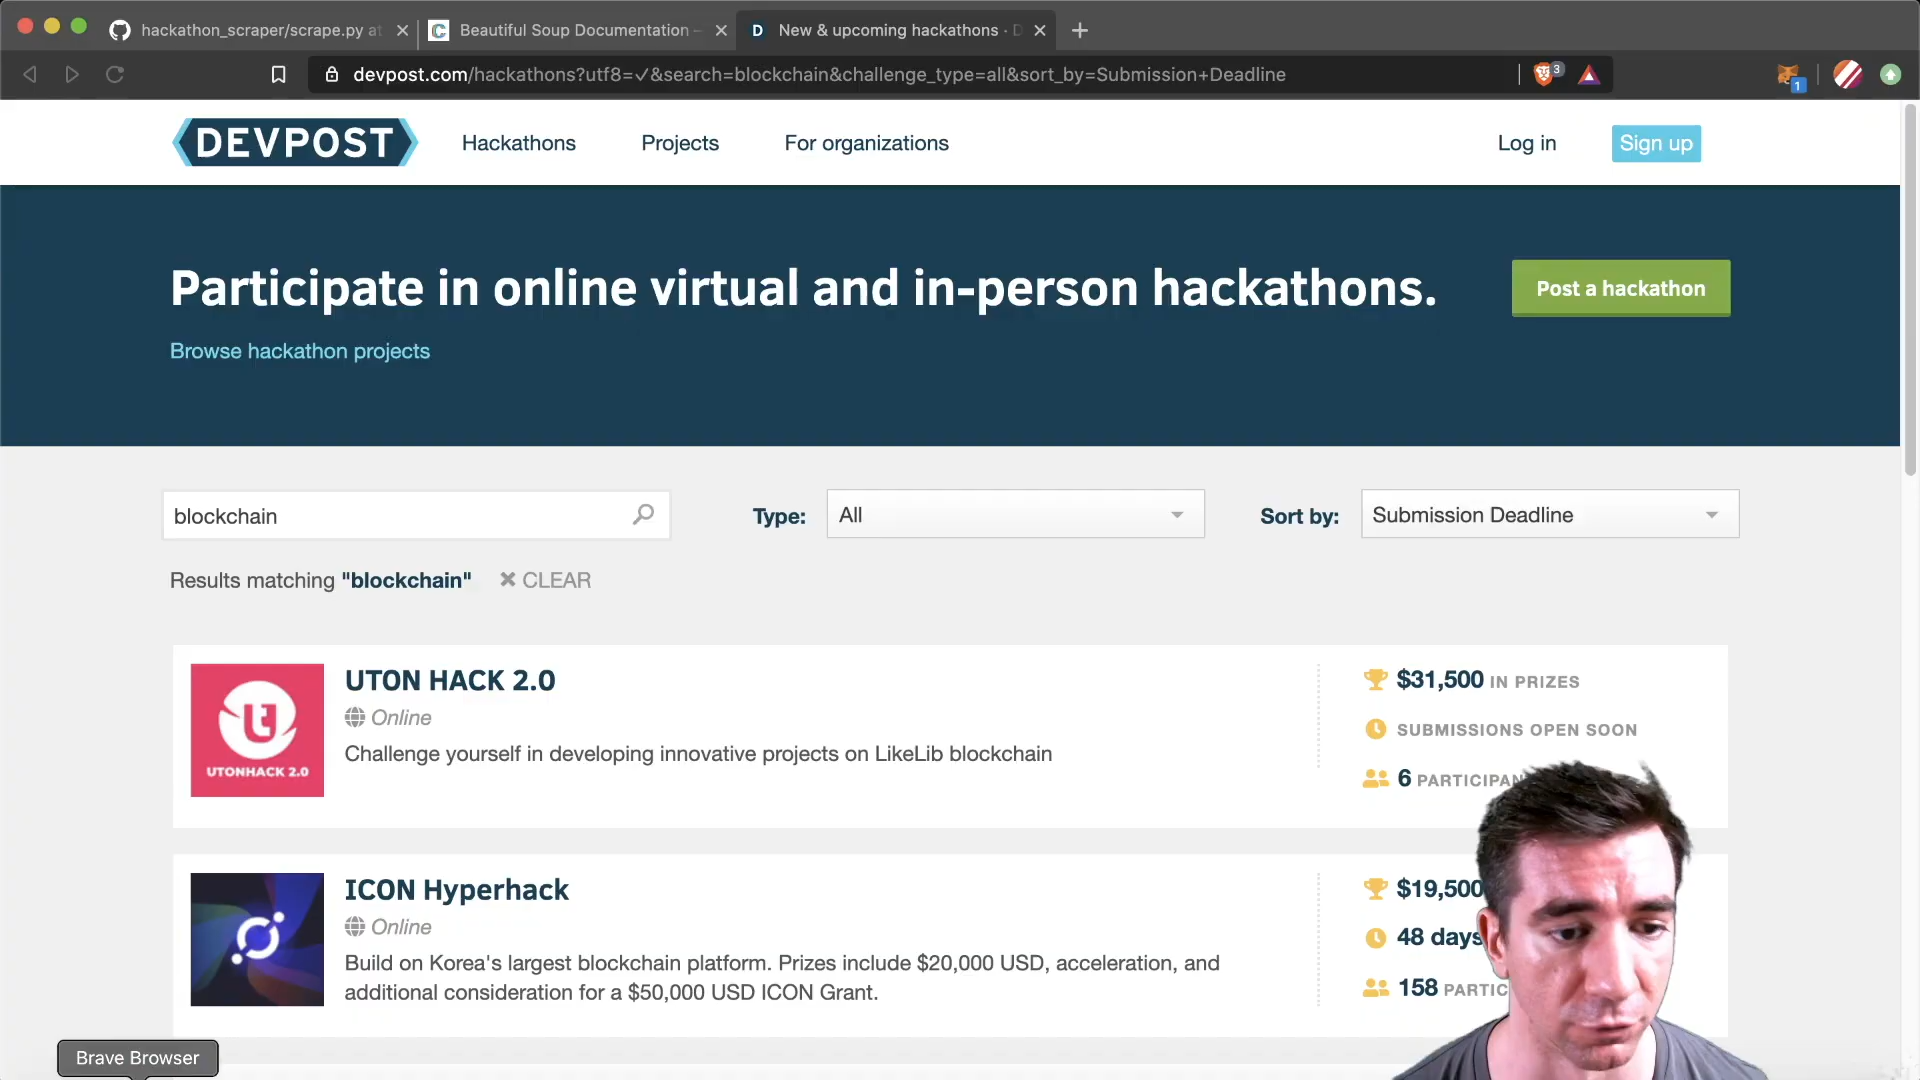 hackathon_scraper/scrape.py at
Beautiful Soup Documentation –
New & upcoming hackathons · D
devpost.com/hackathons?utf8=✓&search=blockchain&challenge_type=all&sort_by=Submission+Deadline
3
1
DEVPOST
Hackathons
Projects
For organizations
Log in
Sign up
Participate in online virtual and in-person hackathons.
Post a hackathon
Browse hackathon projects
blockchain
Type:
All
Sort by:
Submission Deadline
Results matching "blockchain"
CLEAR
UTONHACK 2.0
UTON HACK 2.0
Online
Challenge yourself in developing innovative projects on LikeLib blockchain
$31,500 IN PRIZES
SUBMISSIONS OPEN SOON
6
ICON Hyperhack
Online
Build on Korea's largest blockchain platform. Prizes include $20,000 USD, acceleration, and
additional consideration for a $50,000 USD ICON Grant.
$19,500
48 days
158
Brave Browser